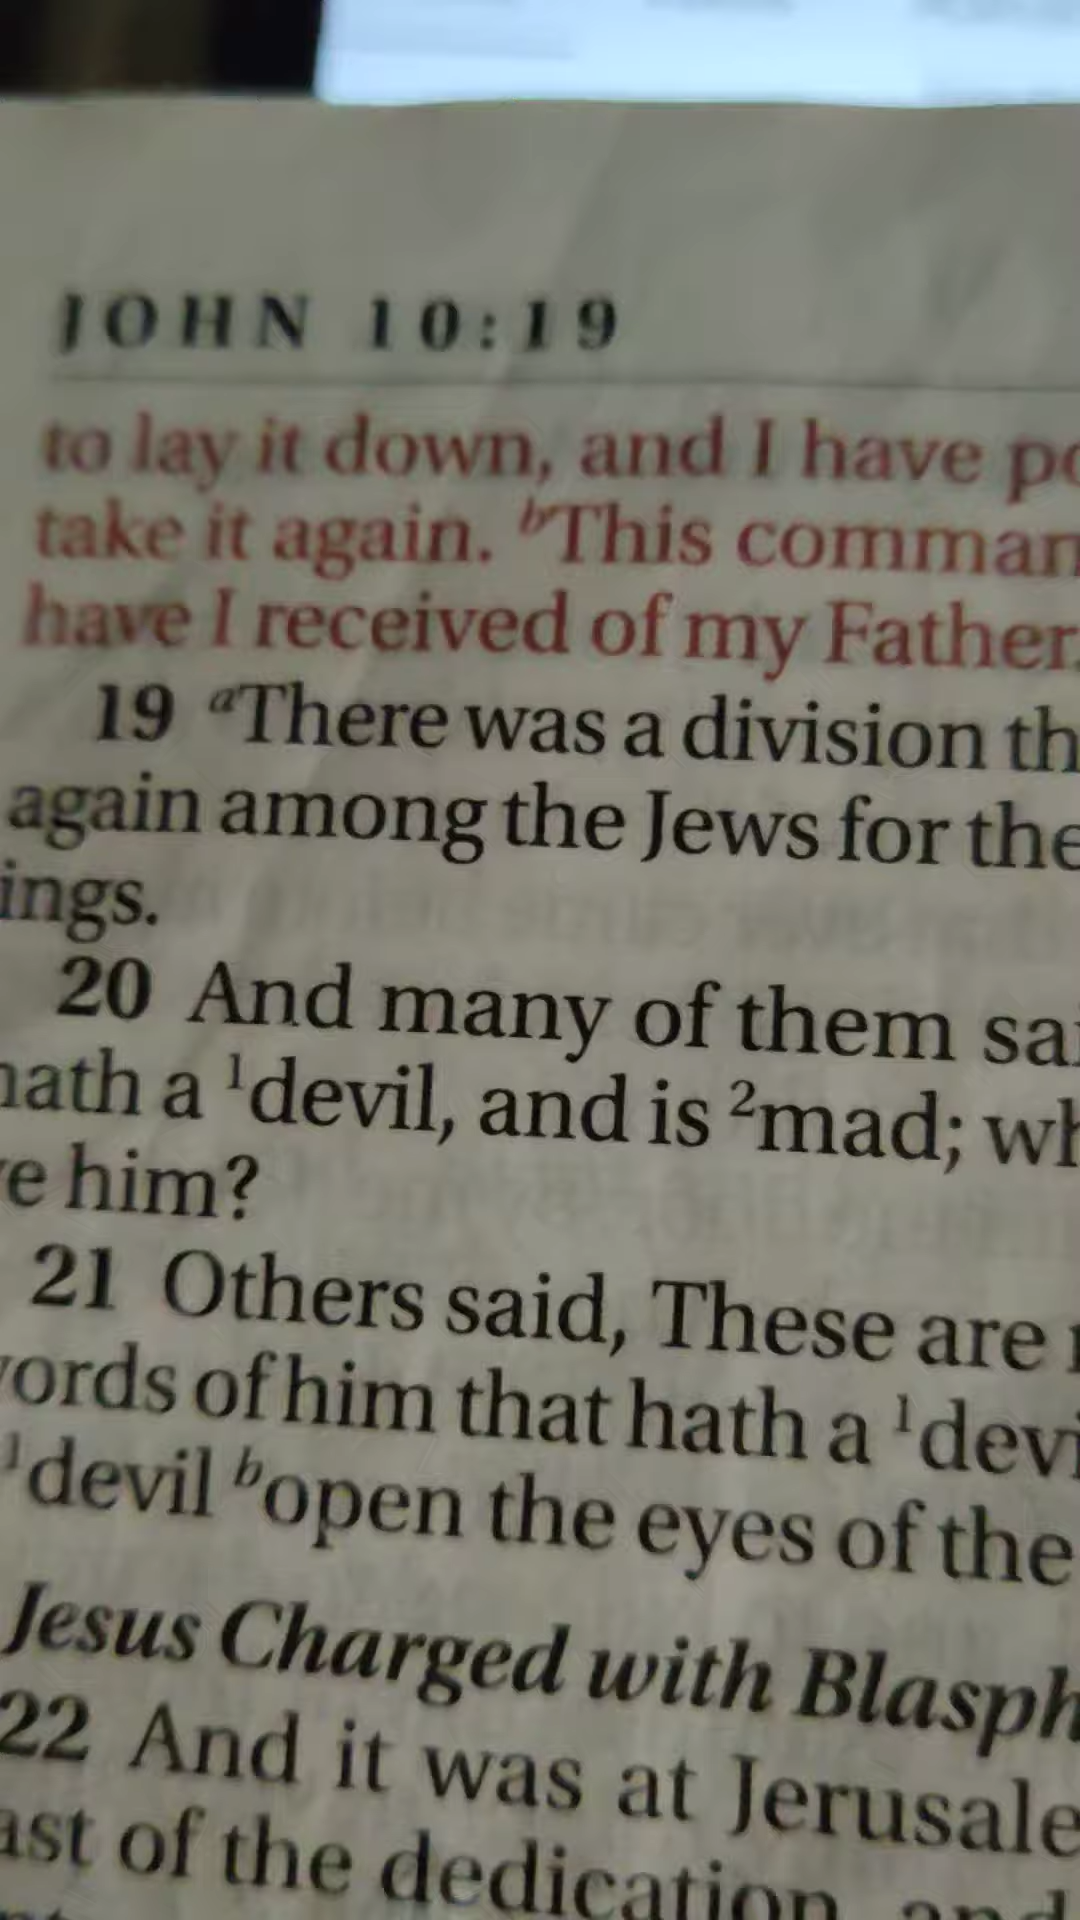 JOHN 10:19
to lay it down, and I have po
take it again. ᵇThis comman
have I received of my Father.
19 ᵃThere was a division th
again among the Jews for the
ings.
20 And many of them sai
hath a ¹devil, and is ²mad; wh
e him?
21 Others said, These are
ords of him that hath a ¹devi
¹devil ᵇopen the eyes of the
Jesus Charged with Blasph
22 And it was at Jerusale
ast of the dedication, and